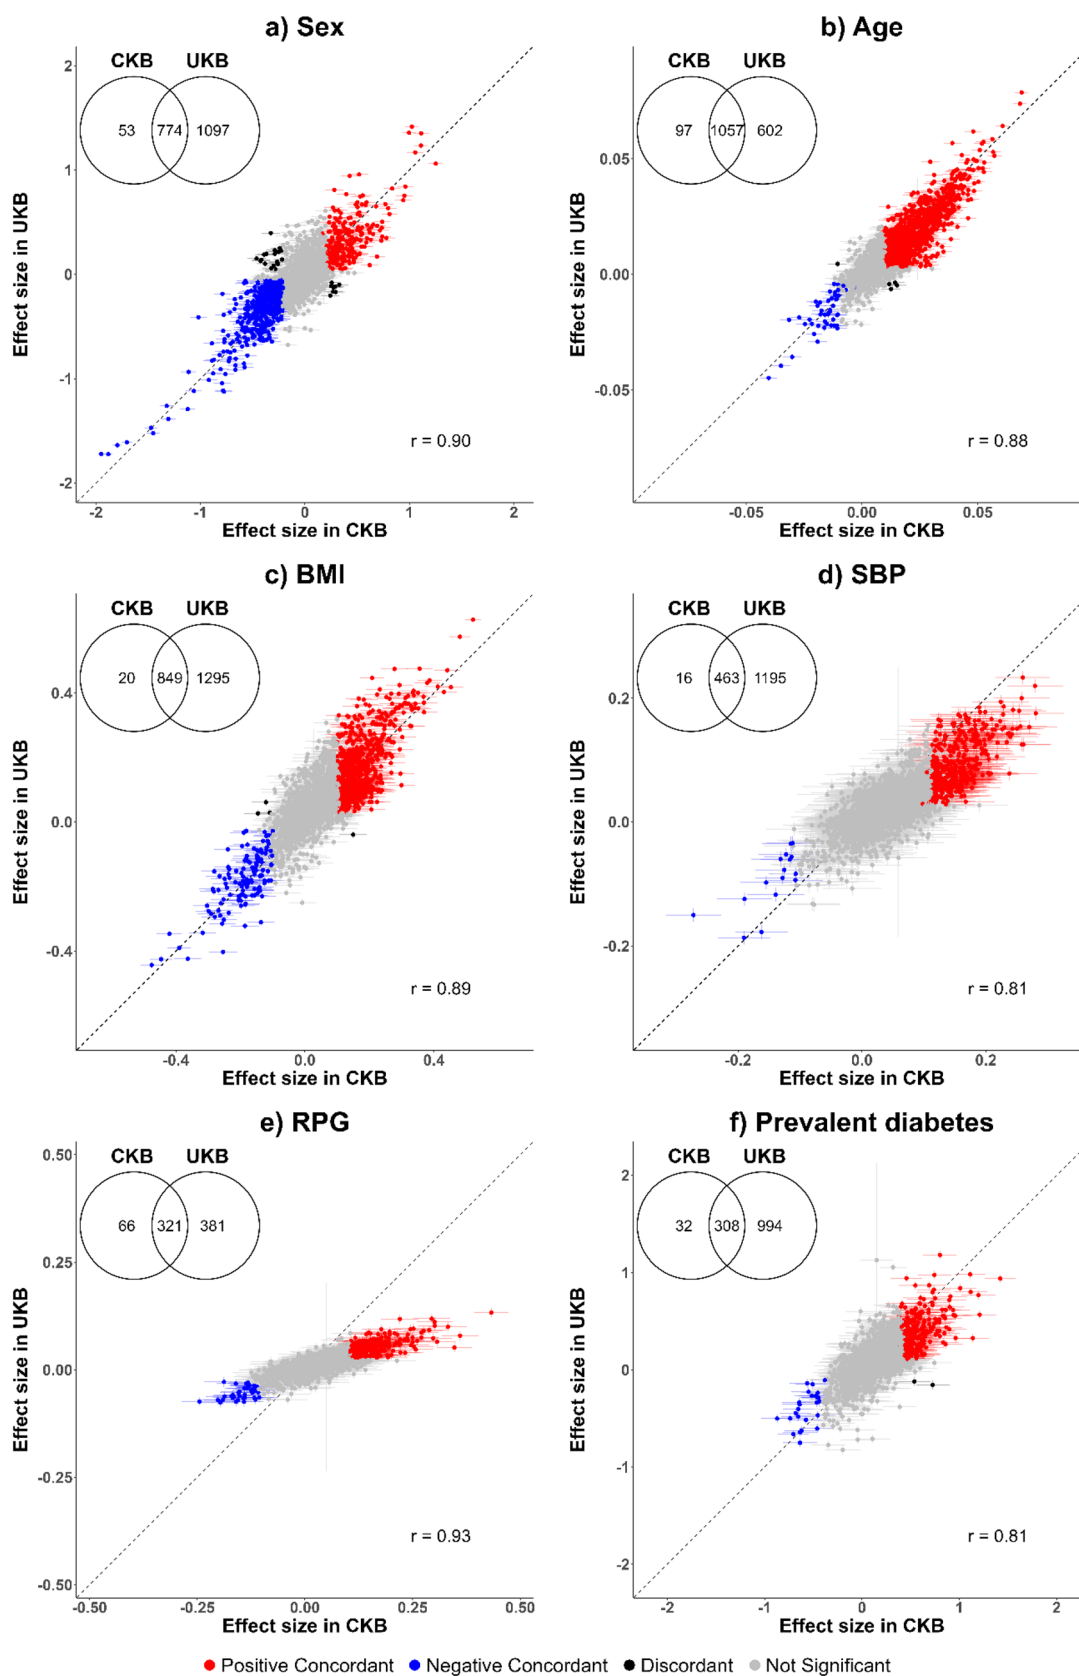 a) Sex
CKB UKB
53 774 1097
2
1
0
-1
-2
Effect size in UKB
r = 0.90
-2 -1 0 1 2
Effect size in CKB
b) Age
CKB UKB
97 1057 602
0.05
0.00
-0.05
Effect size in UKB
r = 0.88
-0.05 0.00 0.05
Effect size in CKB
c) BMI
CKB UKB
20 849 1295
0.4
0.0
-0.4
Effect size in UKB
r = 0.89
-0.4 0.0 0.4
Effect size in CKB
d) SBP
CKB UKB
16 463 1195
0.2
0.0
-0.2
Effect size in UKB
r = 0.81
-0.2 0.0 0.2
Effect size in CKB
e) RPG
CKB UKB
66 321 381
0.50
0.25
0.00
-0.25
-0.50
Effect size in UKB
r = 0.93
-0.50 -0.25 0.00 0.25 0.50
Effect size in CKB
f) Prevalent diabetes
CKB UKB
32 308 994
2
1
0
-1
-2
Effect size in UKB
r = 0.81
-2 -1 0 1 2
Effect size in CKB
Positive Concordant Negative Concordant Discordant Not Significant